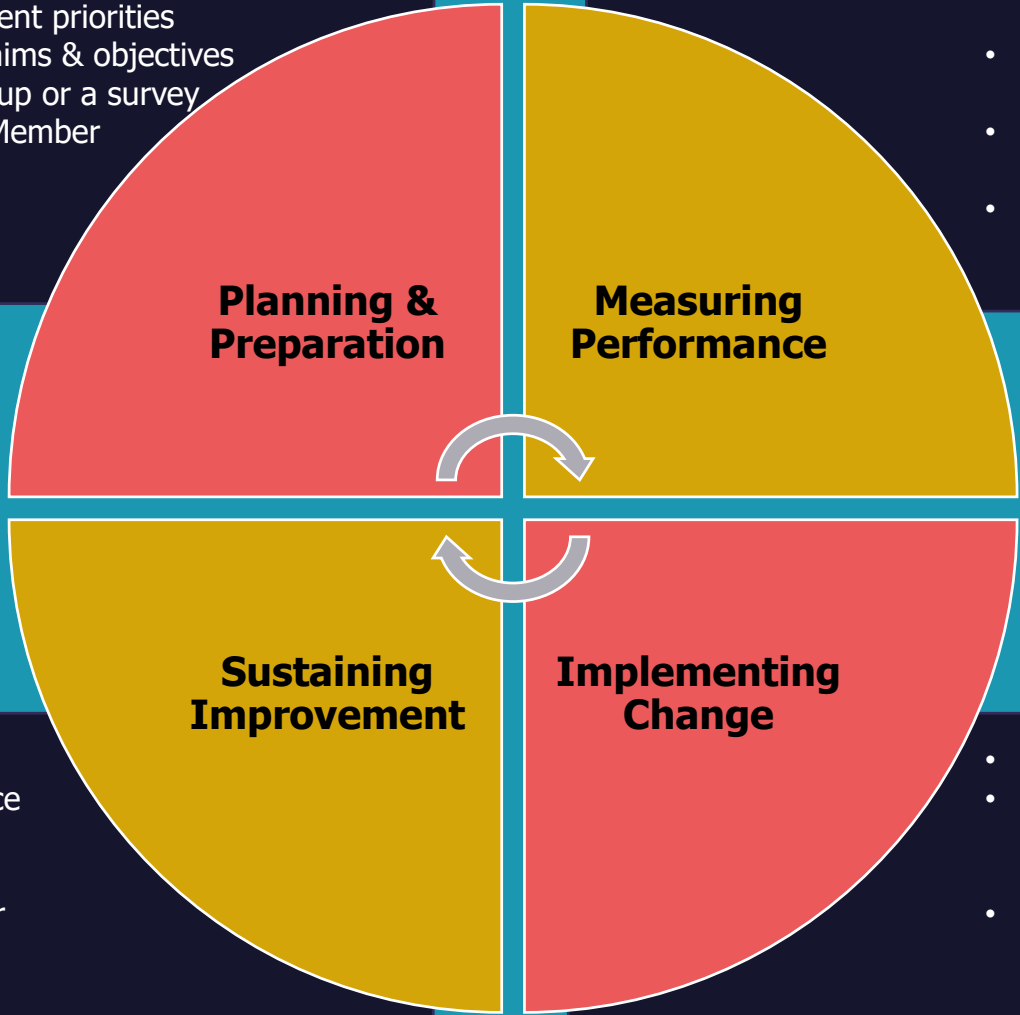 ent priorities
aims & objectives
up or a survey
Member
•
•
•
Planning &
Preparation
Measuring
Performance
Sustaining
Improvement
Implementing
Change
ce
r
•
•
•